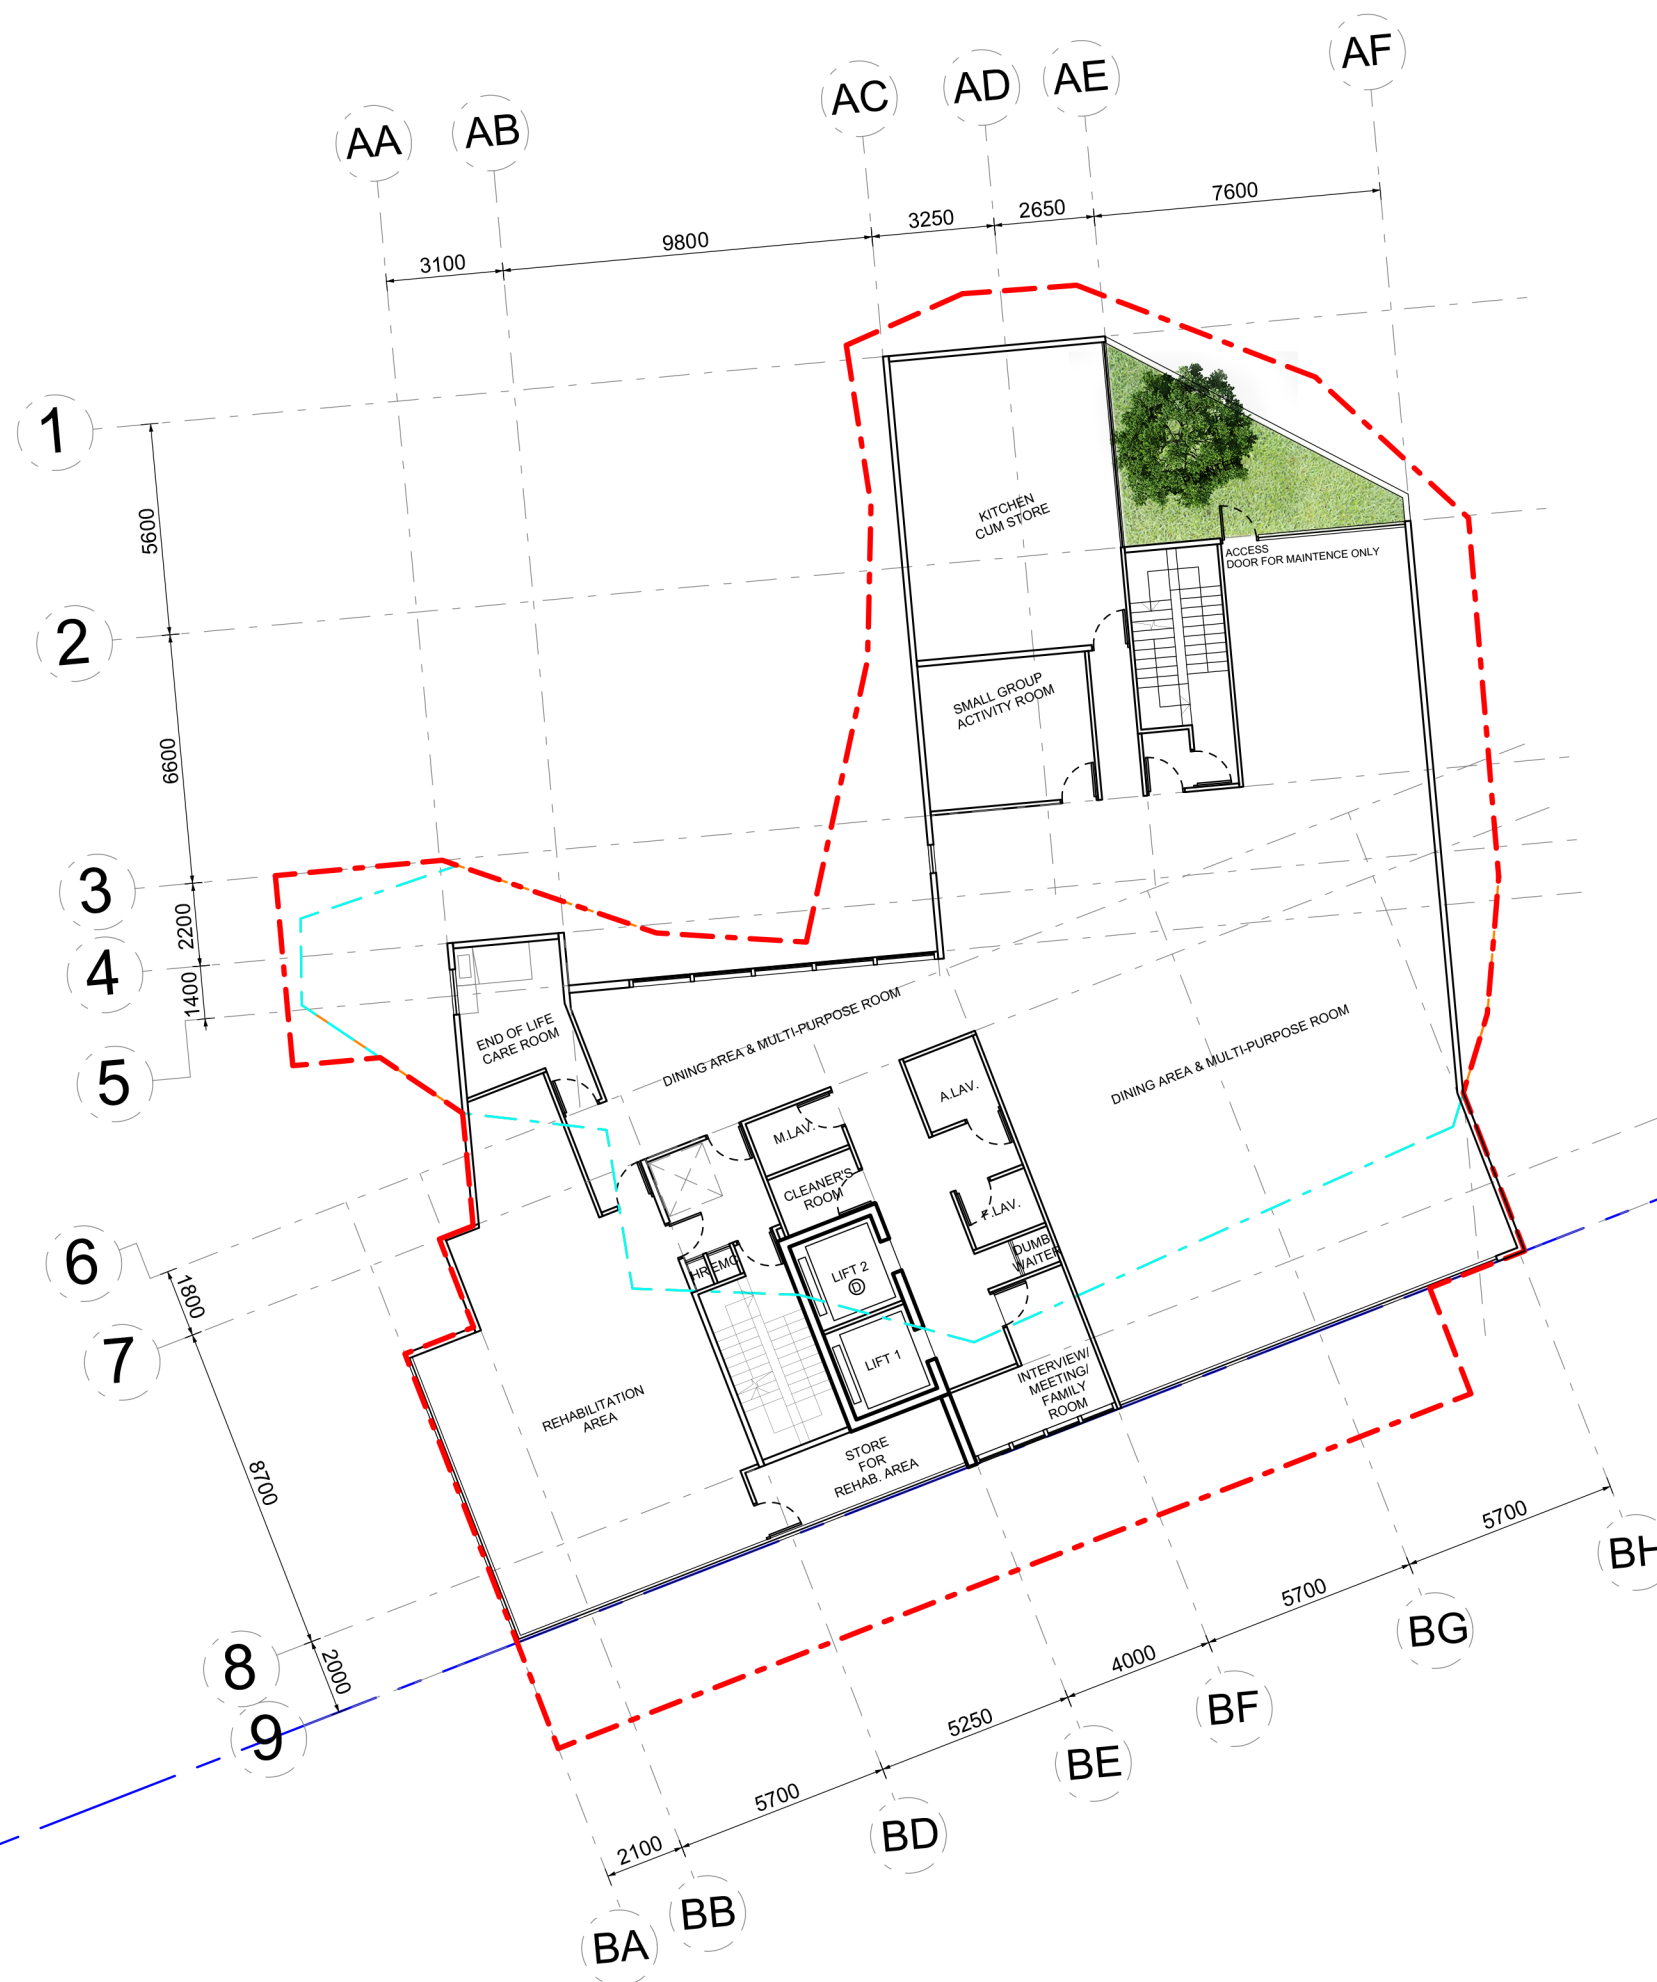 AA
AB
AC
AD
AE
AF
3100
9800
3250
2650
7600
1
2
3
4
5
5600
6600
2200
1400
KITCHEN
CUM STORE
PLANTER
ACCESS
DOOR FOR MAINTENCE ONLY
SMALL GROUP
ACTIVITY ROOM
END OF LIFE
CARE ROOM
DINING AREA & MULTI-PURPOSE ROOM
DINING AREA & MULTI-PURPOSE ROOM
A.LAV.
M.LAV.
CLEANER'S
ROOM
F.LAV.
DUMB
WAITER
HR
EMC
LIFT 2
D
LIFT 1
INTERVIEW/
MEETING/
FAMILY
ROOM
REHABILITATION
AREA
STORE
FOR
REHAB. AREA
6
7
8
9
1800
8700
2000
2100
5700
5250
4000
5700
5700
BA
BB
BD
BE
BF
BG
BH